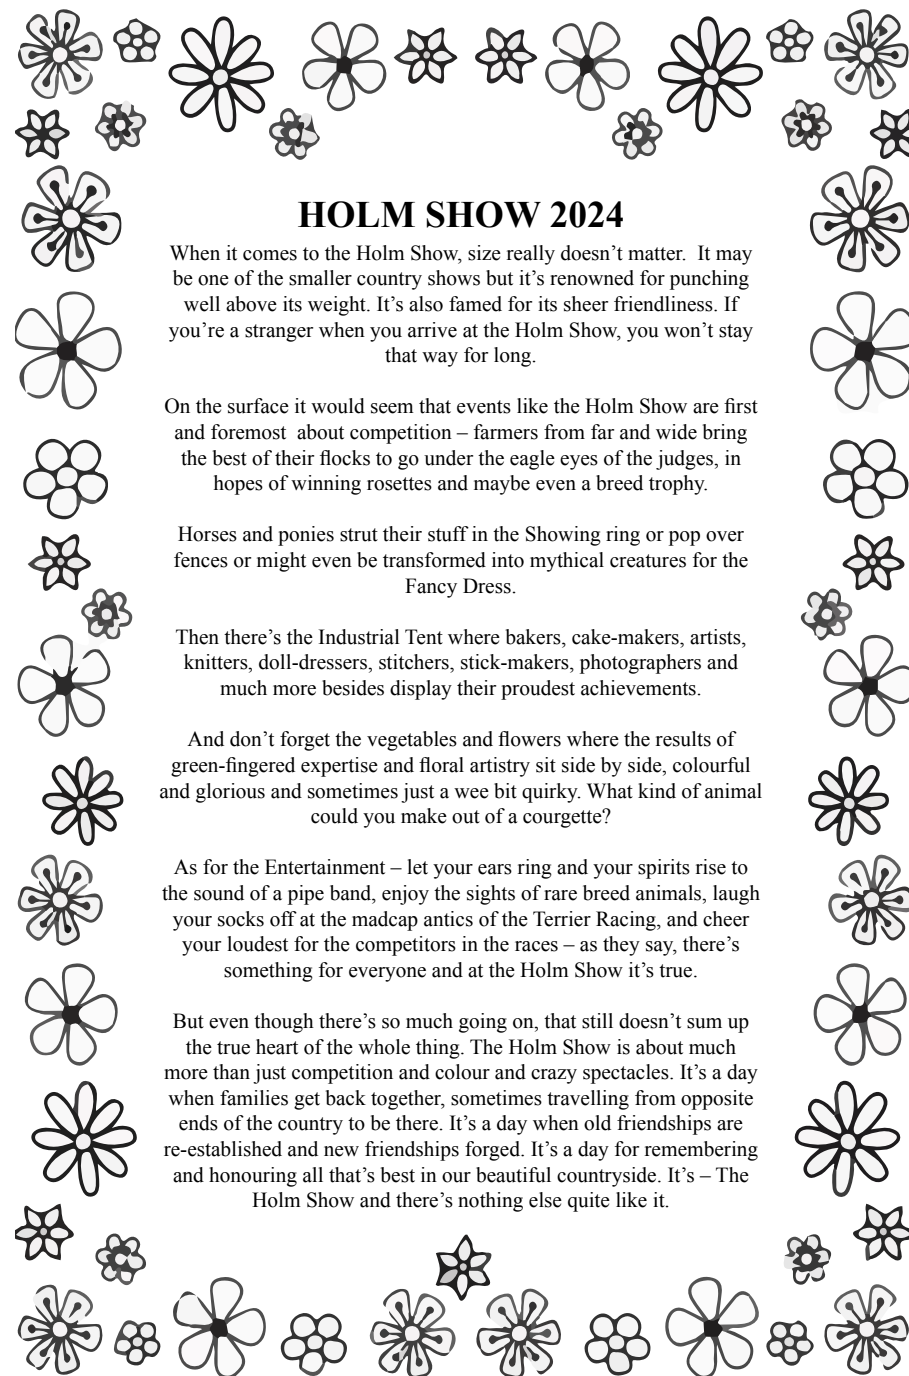 HOLM SHOW 2024
When it comes to the Holm Show, size really doesn’t matter.  It may
be one of the smaller country shows but it’s renowned for punching
well above its weight. It’s also famed for its sheer friendliness. If
you’re a stranger when you arrive at the Holm Show, you won’t stay
that way for long.
On the surface it would seem that events like the Holm Show are first
and foremost  about competition – farmers from far and wide bring
the best of their flocks to go under the eagle eyes of the judges, in
hopes of winning rosettes and maybe even a breed trophy.
Horses and ponies strut their stuff in the Showing ring or pop over
fences or might even be transformed into mythical creatures for the
Fancy Dress.
Then there’s the Industrial Tent where bakers, cake-makers, artists,
knitters, doll-dressers, stitchers, stick-makers, photographers and
much more besides display their proudest achievements.
And don’t forget the vegetables and flowers where the results of
green-fingered expertise and floral artistry sit side by side, colourful
and glorious and sometimes just a wee bit quirky. What kind of animal
could you make out of a courgette?
As for the Entertainment – let your ears ring and your spirits rise to
the sound of a pipe band, enjoy the sights of rare breed animals, laugh
your socks off at the madcap antics of the Terrier Racing, and cheer
your loudest for the competitors in the races – as they say, there’s
something for everyone and at the Holm Show it’s true.
But even though there’s so much going on, that still doesn’t sum up
the true heart of the whole thing. The Holm Show is about much
more than just competition and colour and crazy spectacles. It’s a day
when families get back together, sometimes travelling from opposite
ends of the country to be there. It’s a day when old friendships are
re-established and new friendships forged. It’s a day for remembering
and honouring all that’s best in our beautiful countryside. It’s – The
Holm Show and there’s nothing else quite like it.